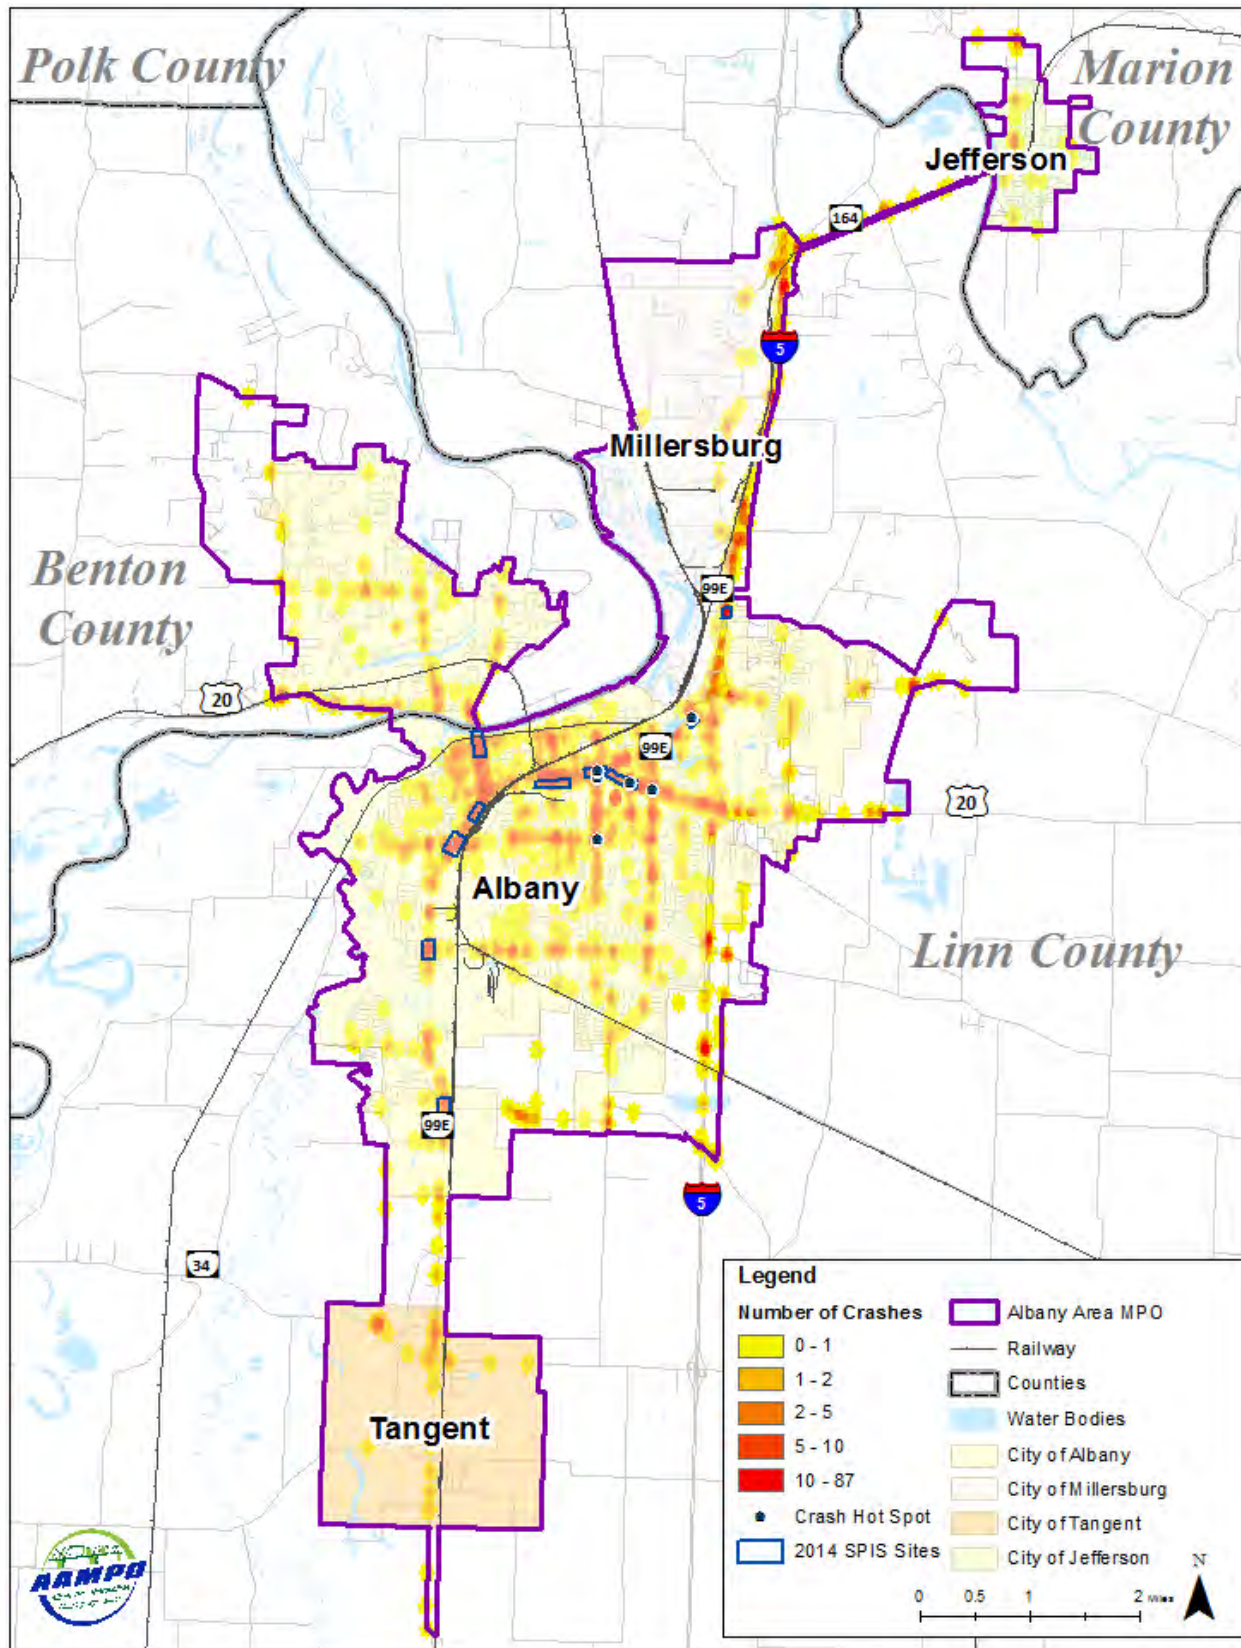 Polk County
Marion
County
Jefferson
164
5
Millersburg
Benton
County
99E
20
99E
20
Albany
Linn County
99E
5
34
Tangent
Legend
Number of Crashes
0 - 1
1 - 2
2 - 5
5 - 10
10 - 87
Crash Hot Spot
2014 SPIS Sites
Albany Area MPO
Railway
Counties
Water Bodies
City of Albany
City of Millersburg
City of Tangent
City of Jefferson
N
0 0.5 1 2 Miles
AAMPO